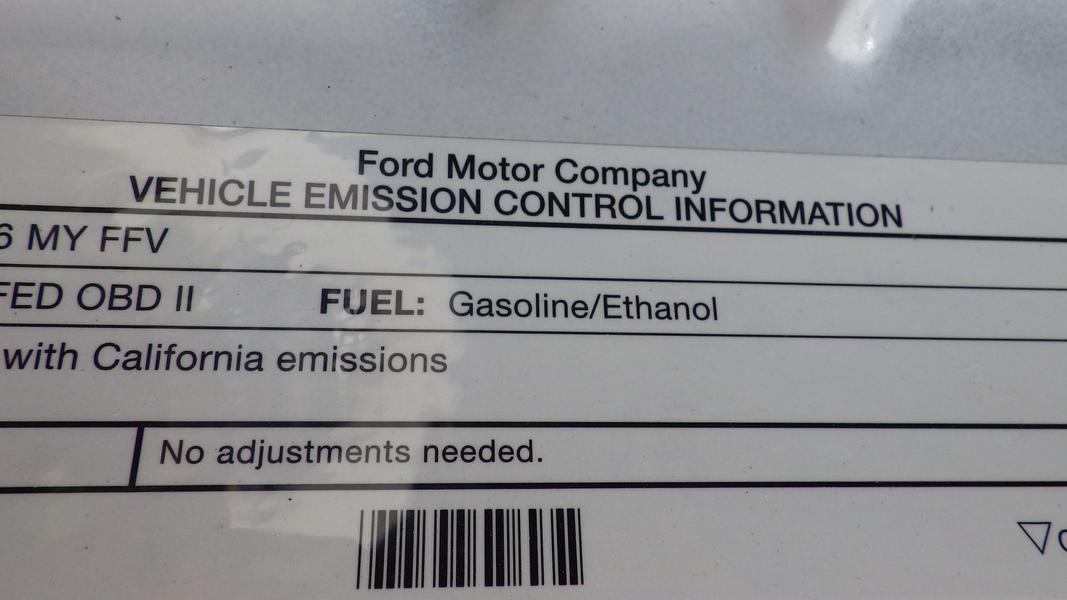 Ford Motor Company
VEHICLE EMISSION CONTROL INFORMATION
6 MY FFV
FED OBD II FUEL: Gasoline/Ethanol
with California emissions
No adjustments needed.